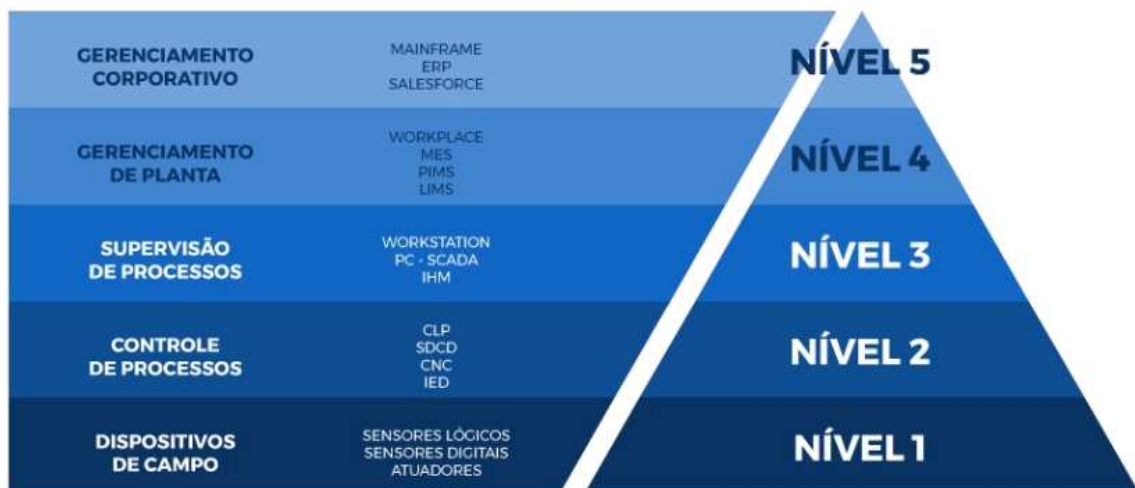 GERENCIAMENTO
CORPORATIVO
MAINFRAME
ERP
SALESFORCE
NÍVEL 5
GERENCIAMENTO
DE PLANTA
WORKPLACE
MES
PIMS
LIMS
NÍVEL 4
SUPERVISÃO
DE PROCESSOS
WORKSTATION
PC - SCADA
IHM
NÍVEL 3
CONTROLE
DE PROCESSOS
CLP
SDCD
CNC
IED
NÍVEL 2
DISPOSITIVOS
DE CAMPO
SENSORES LÓGICOS
SENSORES DIGITAIS
ATUADORES
NÍVEL 1